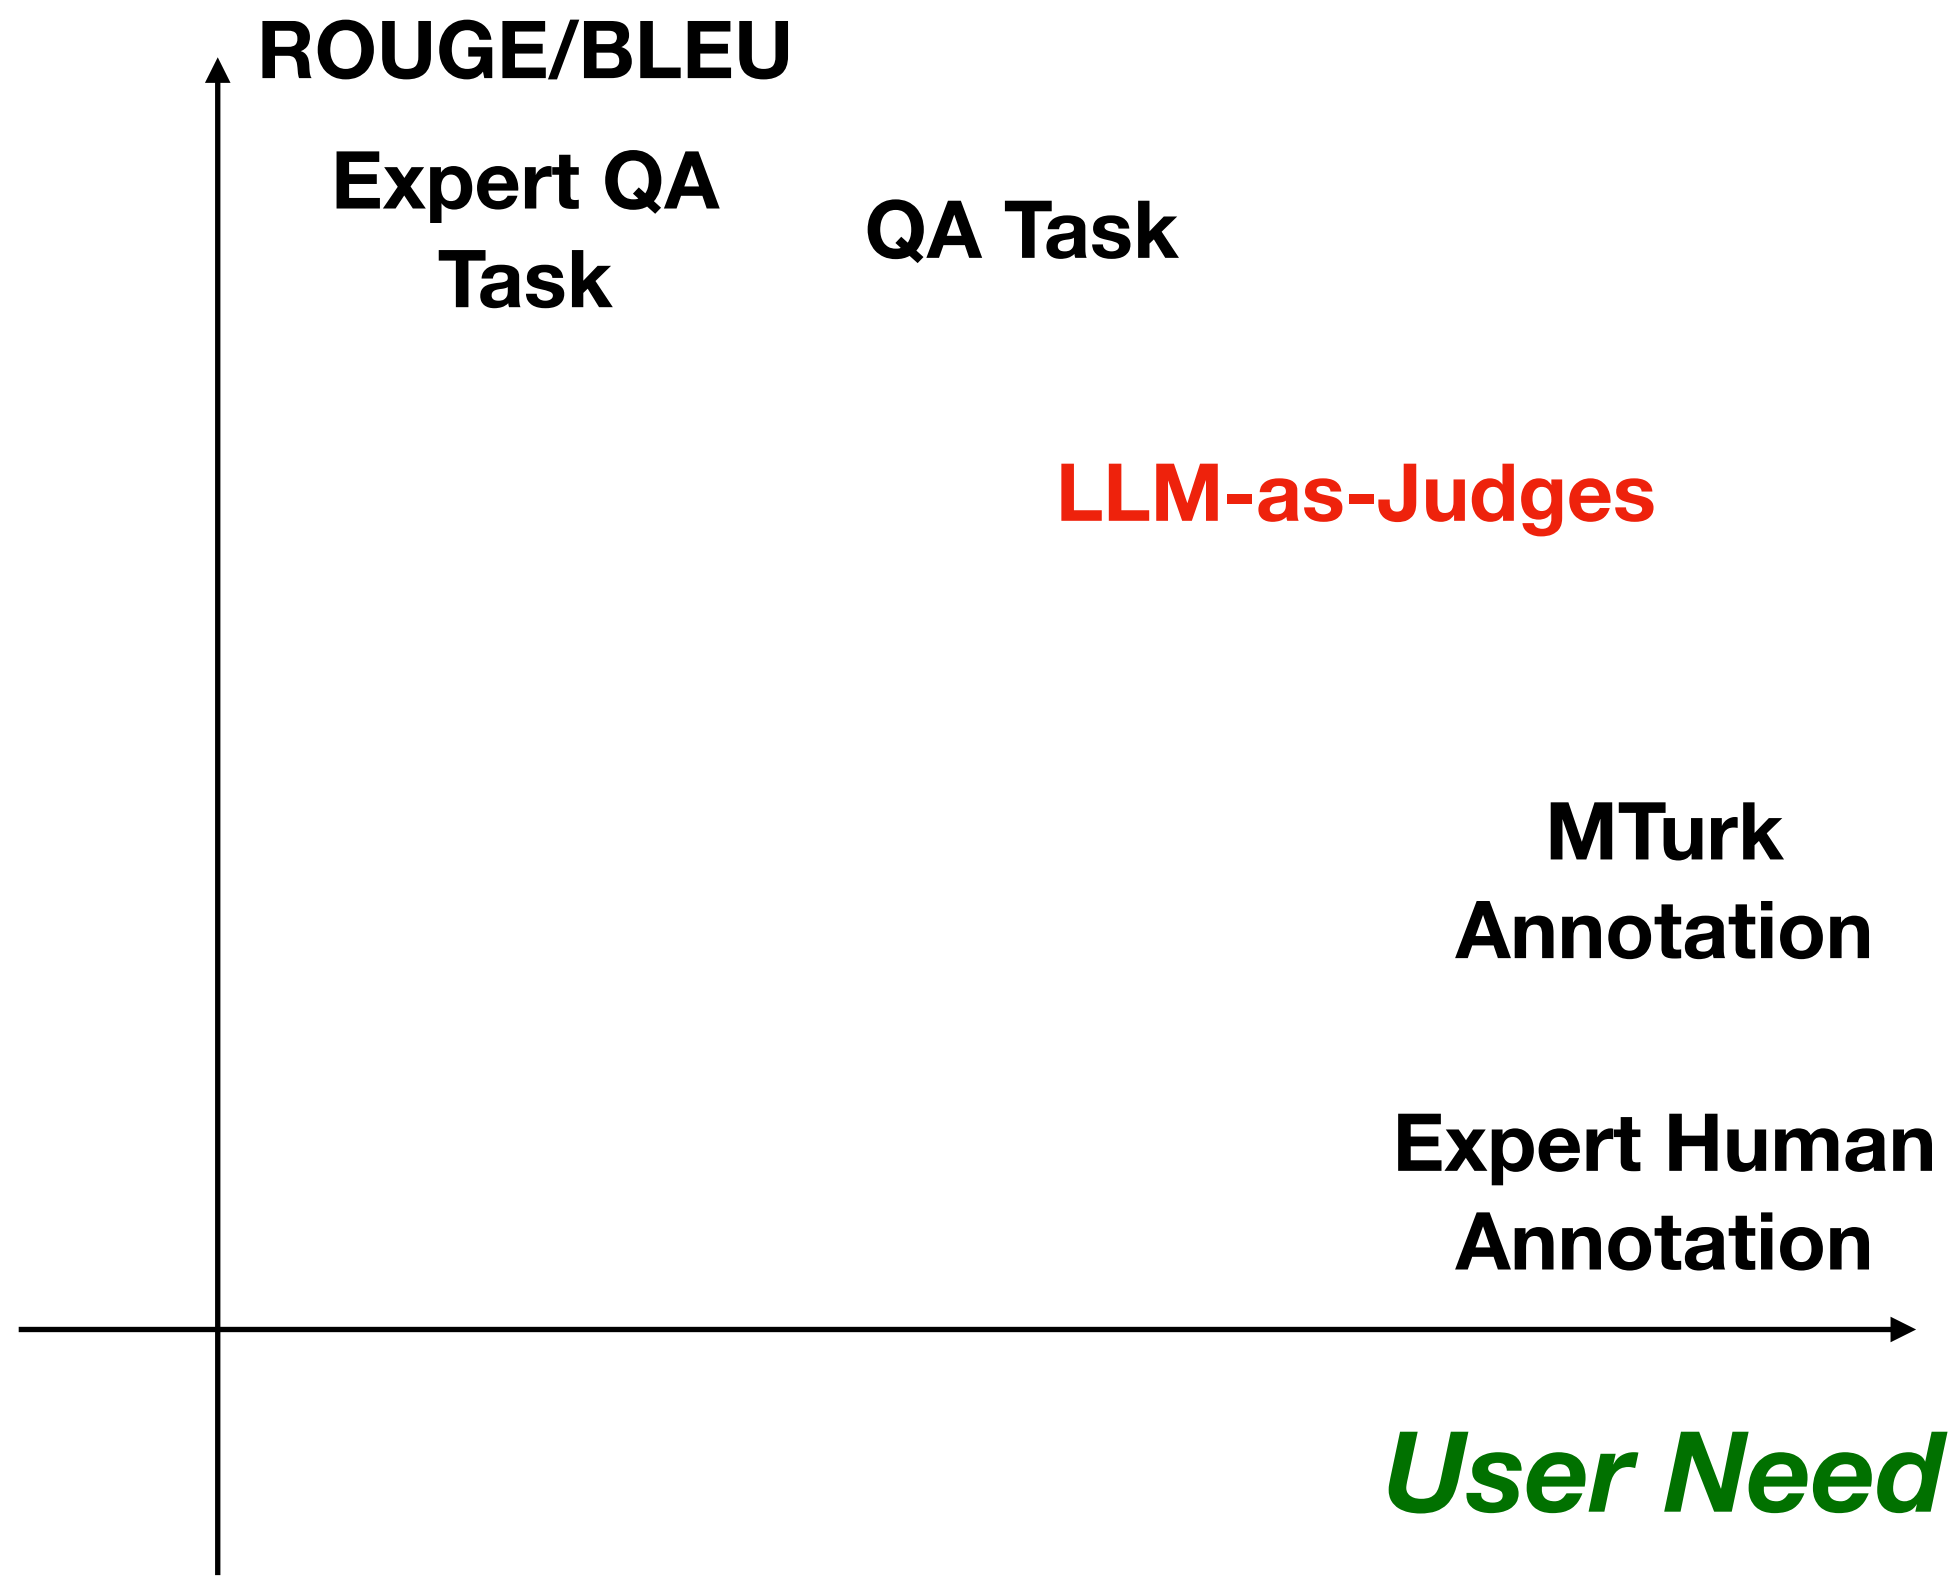 ROUGE/BLEU
Expert QA
Task
QA Task
LLM-as-Judges
MTurk
Annotation
Expert Human
Annotation
User Need